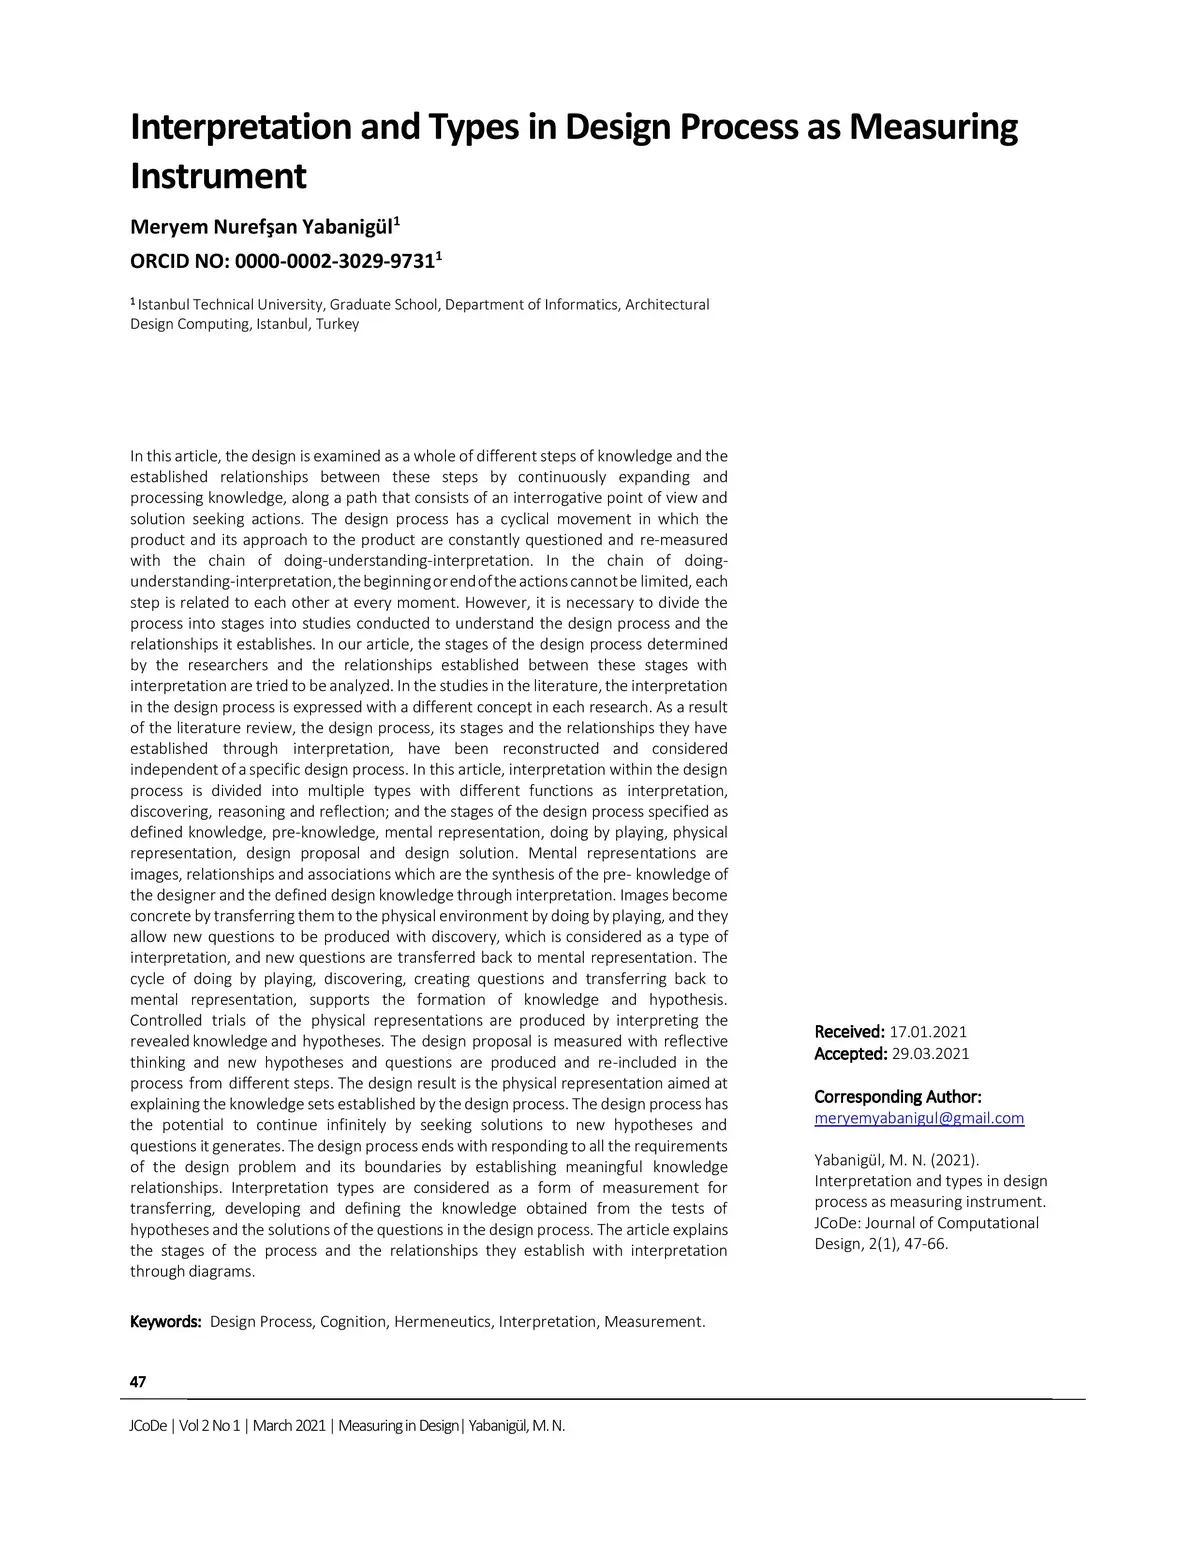 Interpretation and Types in Design Process as Measuring
Instrument
Meryem Nurefşan Yabanigül¹
ORCID NO: 0000-0002-3029-9731¹
¹ Istanbul Technical University, Graduate School, Department of Informatics, Architectural
Design Computing, Istanbul, Turkey
In this article, the design is examined as a whole of different steps of knowledge and the
established relationships between these steps by continuously expanding and
processing knowledge, along a path that consists of an interrogative point of view and
solution seeking actions. The design process has a cyclical movement in which the
product and its approach to the product are constantly questioned and re-measured
with the chain of doing-understanding-interpretation. In the chain of doing-
understanding-interpretation, the beginning or end of the actions cannot be limited, each
step is related to each other at every moment. However, it is necessary to divide the
process into stages into studies conducted to understand the design process and the
relationships it establishes. In our article, the stages of the design process determined
by the researchers and the relationships established between these stages with
interpretation are tried to be analyzed. In the studies in the literature, the interpretation
in the design process is expressed with a different concept in each research. As a result
of the literature review, the design process, its stages and the relationships they have
established through interpretation, have been reconstructed and considered
independent of a specific design process. In this article, interpretation within the design
process is divided into multiple types with different functions as interpretation,
discovering, reasoning and reflection; and the stages of the design process specified as
defined knowledge, pre-knowledge, mental representation, doing by playing, physical
representation, design proposal and design solution. Mental representations are
images, relationships and associations which are the synthesis of the pre- knowledge of
the designer and the defined design knowledge through interpretation. Images become
concrete by transferring them to the physical environment by doing by playing, and they
allow new questions to be produced with discovery, which is considered as a type of
interpretation, and new questions are transferred back to mental representation. The
cycle of doing by playing, discovering, creating questions and transferring back to
mental representation, supports the formation of knowledge and hypothesis.
Controlled trials of the physical representations are produced by interpreting the
revealed knowledge and hypotheses. The design proposal is measured with reflective
thinking and new hypotheses and questions are produced and re-included in the
process from different steps. The design result is the physical representation aimed at
explaining the knowledge sets established by the design process. The design process has
the potential to continue infinitely by seeking solutions to new hypotheses and
questions it generates. The design process ends with responding to all the requirements
of the design problem and its boundaries by establishing meaningful knowledge
relationships. Interpretation types are considered as a form of measurement for
transferring, developing and defining the knowledge obtained from the tests of
hypotheses and the solutions of the questions in the design process. The article explains
the stages of the process and the relationships they establish with interpretation
through diagrams.
Received: 17.01.2021
Accepted: 29.03.2021
Corresponding Author:
meryemyabanigul@gmail.com
Yabanigül, M. N. (2021).
Interpretation and types in design
process as measuring instrument.
JCoDe: Journal of Computational
Design, 2(1), 47-66.
Keywords: Design Process, Cognition, Hermeneutics, Interpretation, Measurement.
47
JCoDe | Vol 2 No 1 | March 2021 | Measuring in Design| Yabanigül, M. N.